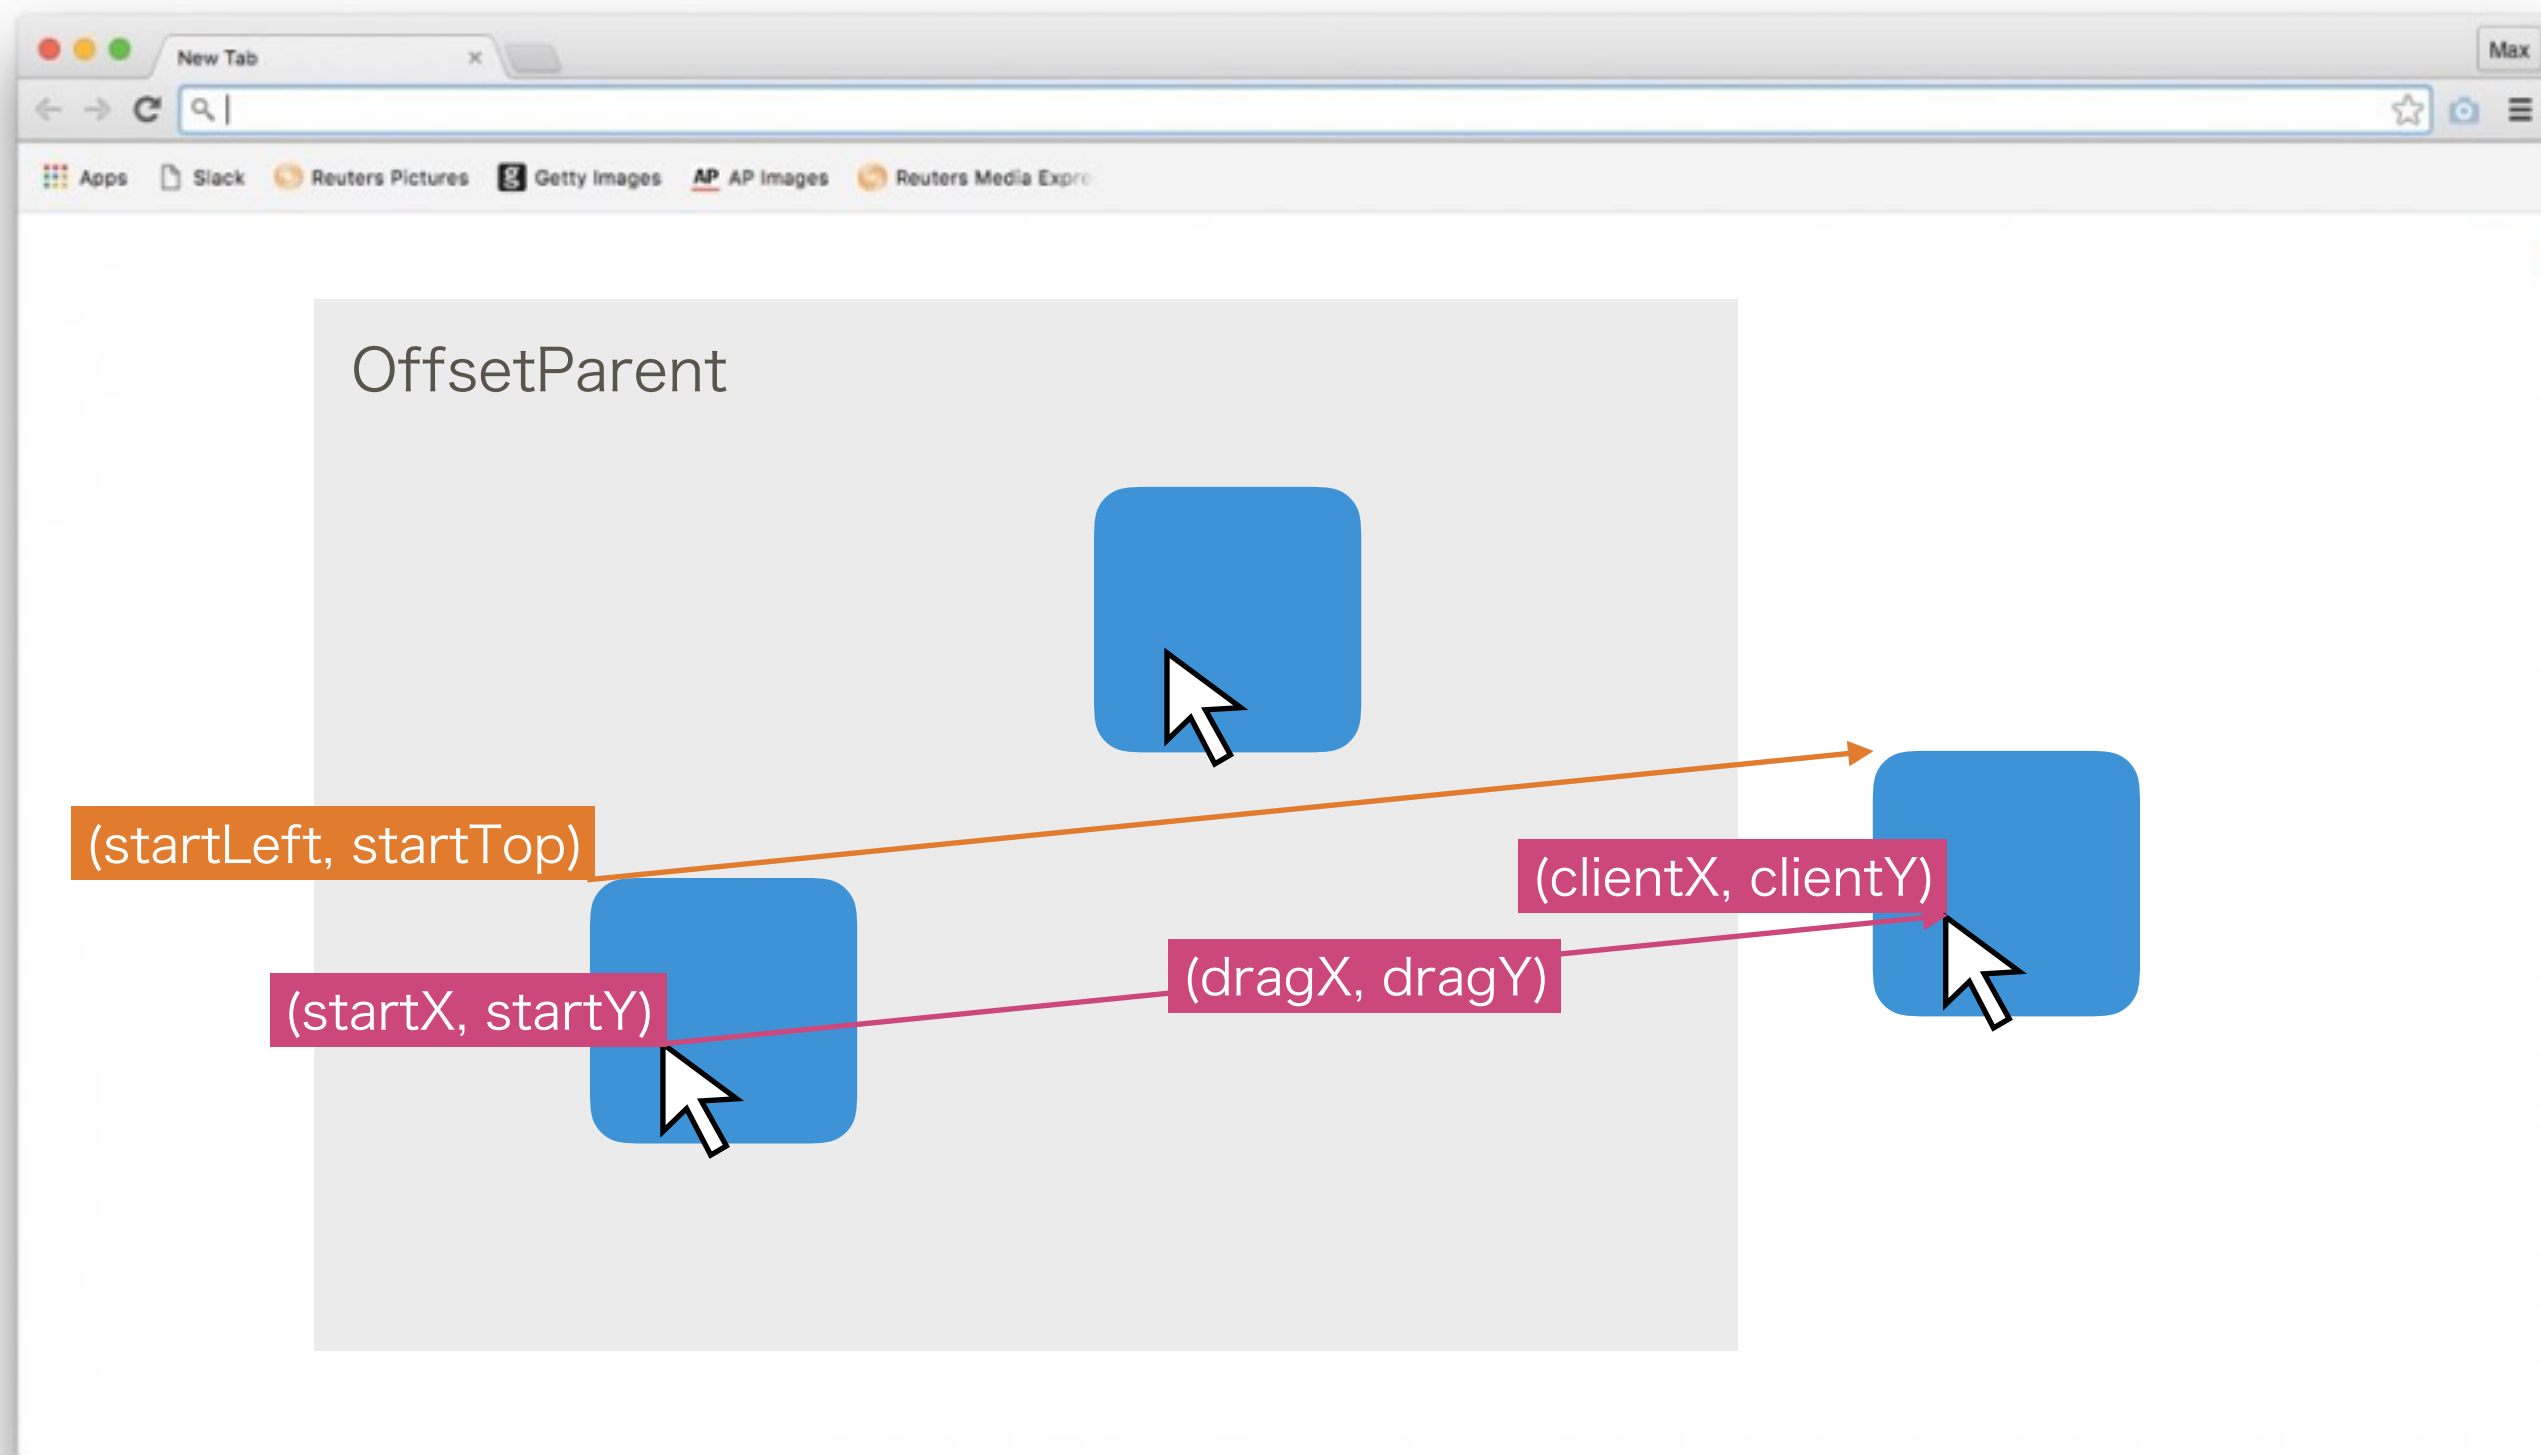 New Tab
Max
Apps Slack Reuters Pictures Getty Images AP AP Images Reuters Media Expre
OffsetParent
(startLeft, startTop)
(clientX, clientY)
(dragX, dragY)
(startX, startY)